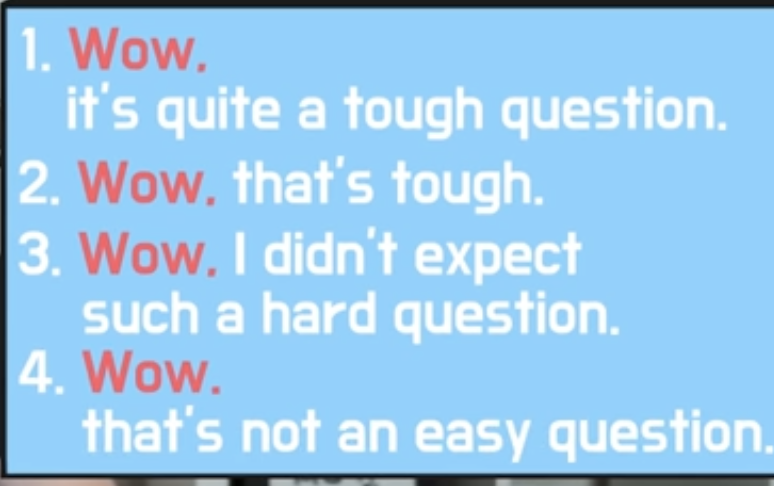 1. Wow,
it's quite a tough question.
2. Wow, that's tough.
3. Wow, I didn't expect
such a hard question.
4. Wow.
that's not an easy question.